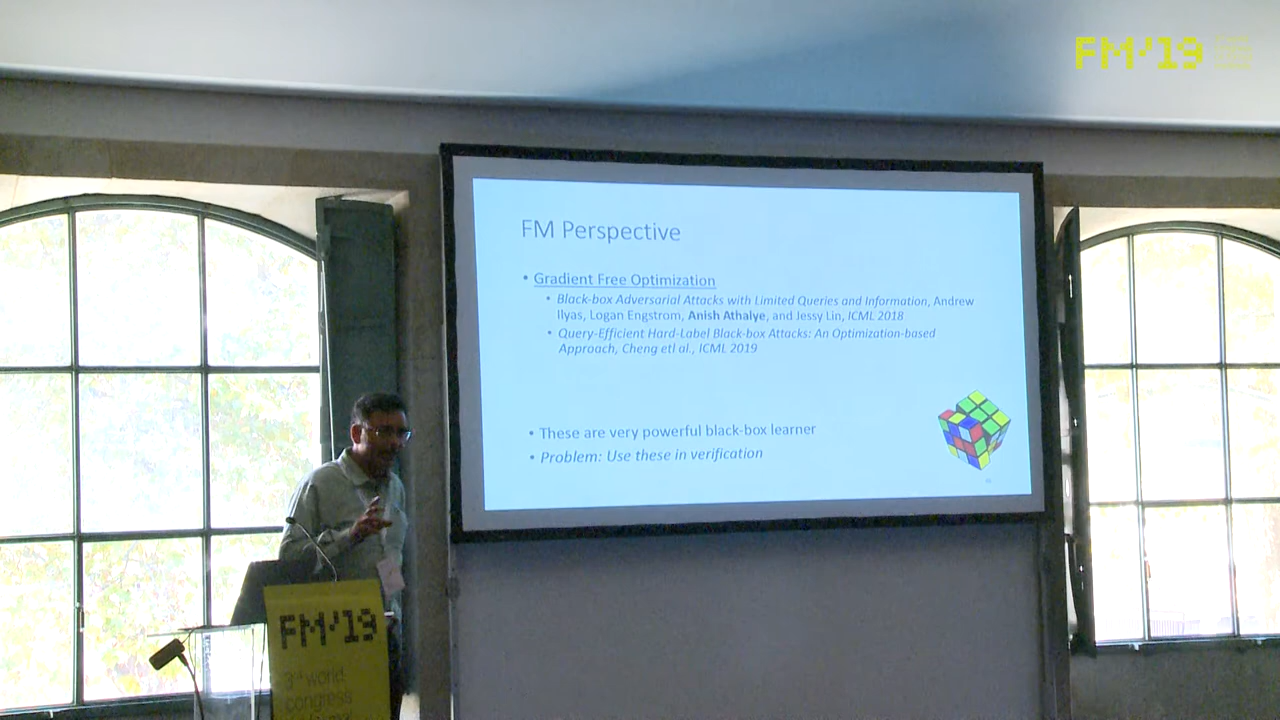 FM/'19
FM Perspective
• Gradient Free Optimization
• Black-box Adversarial Attacks with Limited Queries and Information, Andrew
Ilyas, Logan Engstrom, Anish Athalye, and Jessy Lin, ICML 2018
• Query-Efficient Hard-Label Black-box Attacks: An Optimization-based
Approach, Cheng etl al., ICML 2019
• These are very powerful black-box learner
• Problem: Use these in verification
FM/'19
3rd world
congress